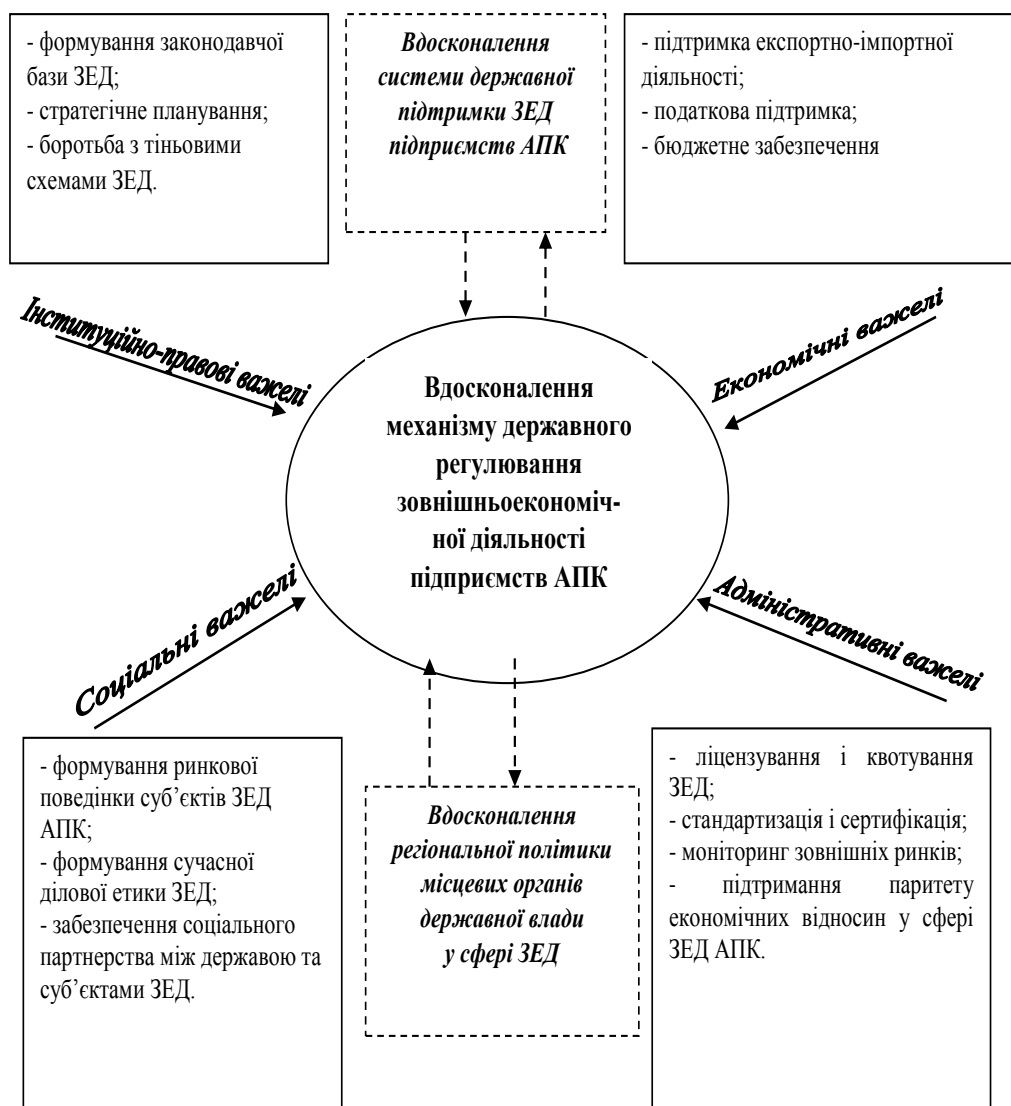 - формування законодавчої
бази ЗЕД;
- стратегічне планування;
- боротьба з тіньовими
схемами ЗЕД.
Вдосконалення
системи державної
підтримки ЗЕД
підприємств АПК
- підтримка експортно-імпортної
діяльності;
- податкова підтримка;
- бюджетне забезпечення
Інституційно-правові важелі
Економічні важелі
Вдосконалення
механізму державного
регулювання
зовнішньоекономіч-
ної діяльності
підприємств АПК
Соціальні важелі
Адміністративні важелі
- формування ринкової
поведінки суб’єктів ЗЕД
АПК;
- формування сучасної
ділової етики ЗЕД;
- забезпечення соціального
партнерства між державою та
суб’єктами ЗЕД.
Вдосконалення
регіональної політики
місцевих органів
державної влади
у сфері ЗЕД
- ліцензування і квотування
ЗЕД;
- стандартизація і сертифікація;
- моніторинг зовнішніх ринків;
- підтримання паритету
економічних відносин у сфері
ЗЕД АПК.